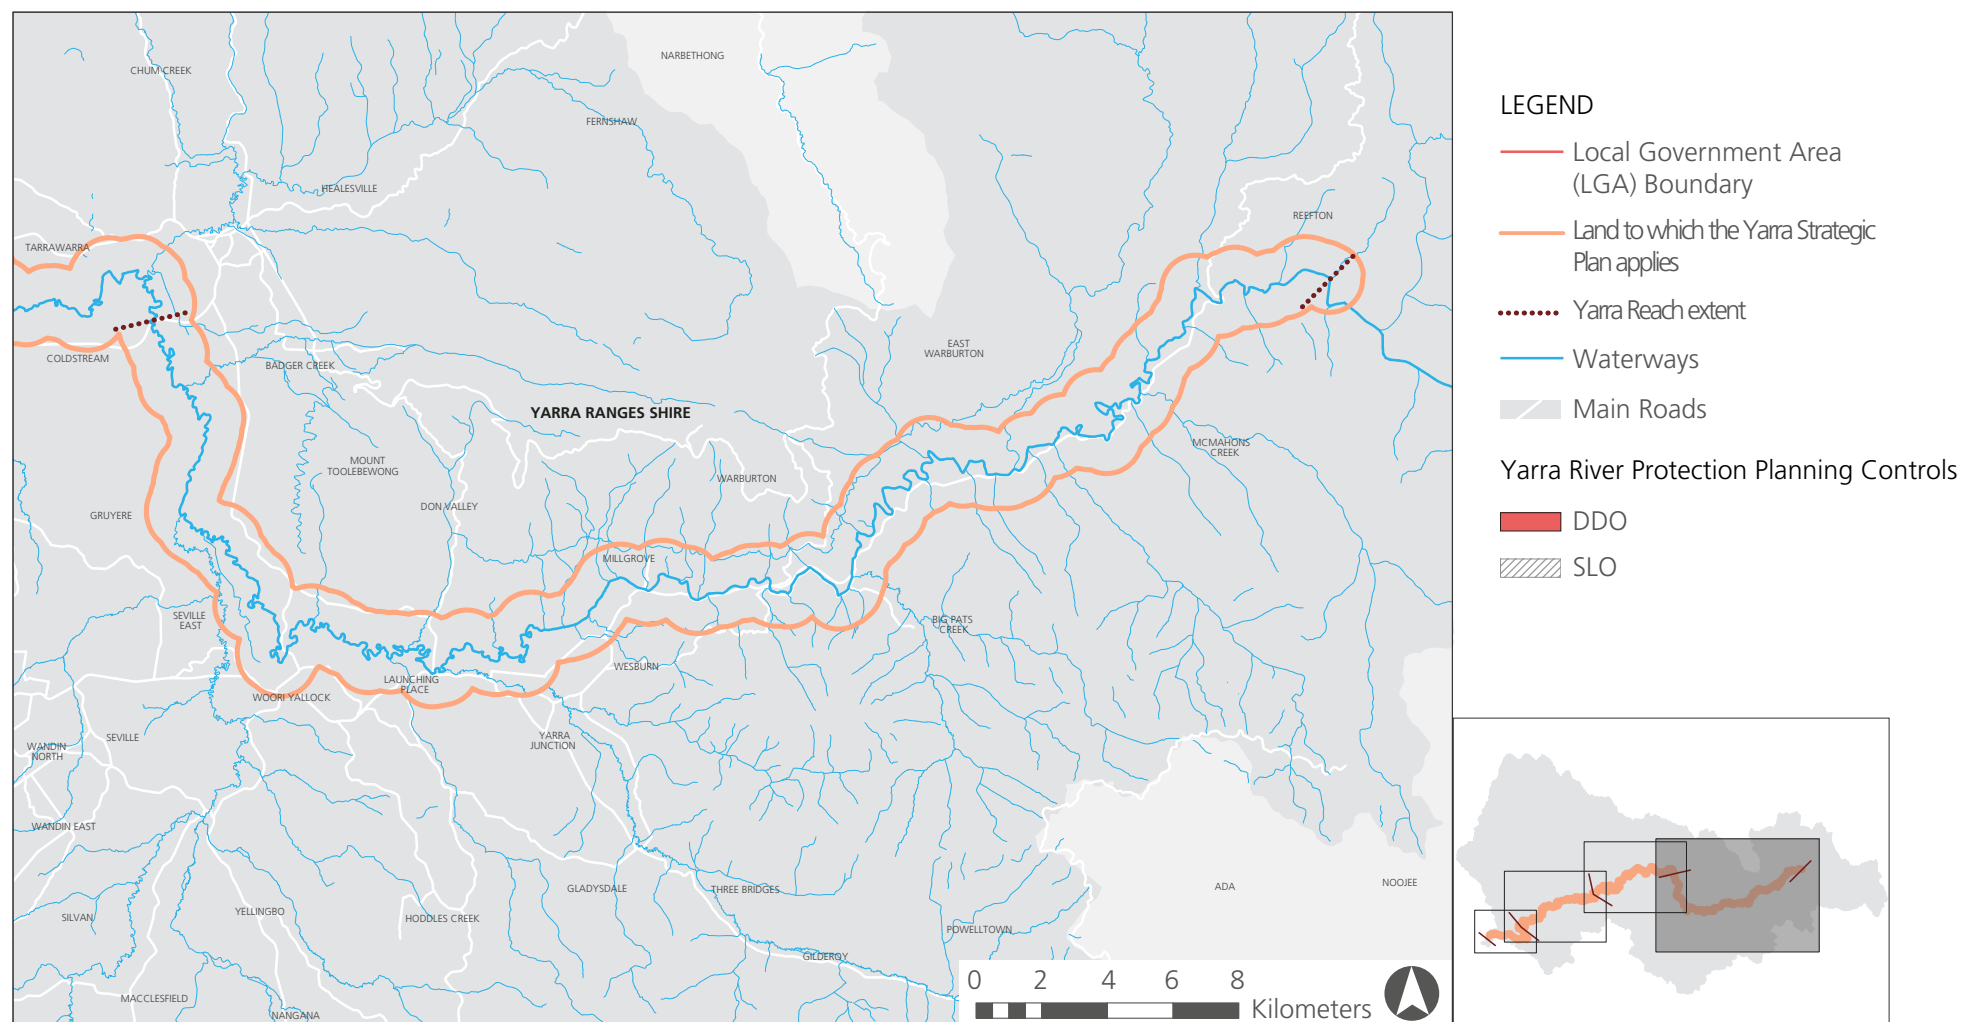 NARBETHONG
CHUM CREEK
FERNSHAW
HEALESVILLE
REEFTON
TARRAWARRA
EAST
WARBURTON
COLDSTREAM
BADGER CREEK
YARRA RANGES SHIRE
MCMAHONS
CREEK
MOUNT
TOOLEBEWONG
WARBURTON
DON VALLEY
GRUYERE
MILLGROVE
SEVILLE
EAST
BIG PATS
CREEK
WESBURN
LAUNCHING
PLACE
WOORI YALLOCK
SEVILLE
YARRA
JUNCTION
WANDIN
NORTH
WANDIN EAST
GLADYSDALE
THREE BRIDGES
ADA
NOOJEE
SILVAN
YELLINGBO
HODDLES CREEK
POWELLTOWN
GILDEROY
MACCLESFIELD
NANGANA
0 2 4 6 8
Kilometers
LEGEND
Local Government Area
(LGA) Boundary
Land to which the Yarra Strategic
Plan applies
Yarra Reach extent
Waterways
Main Roads
Yarra River Protection Planning Controls
DDO
SLO